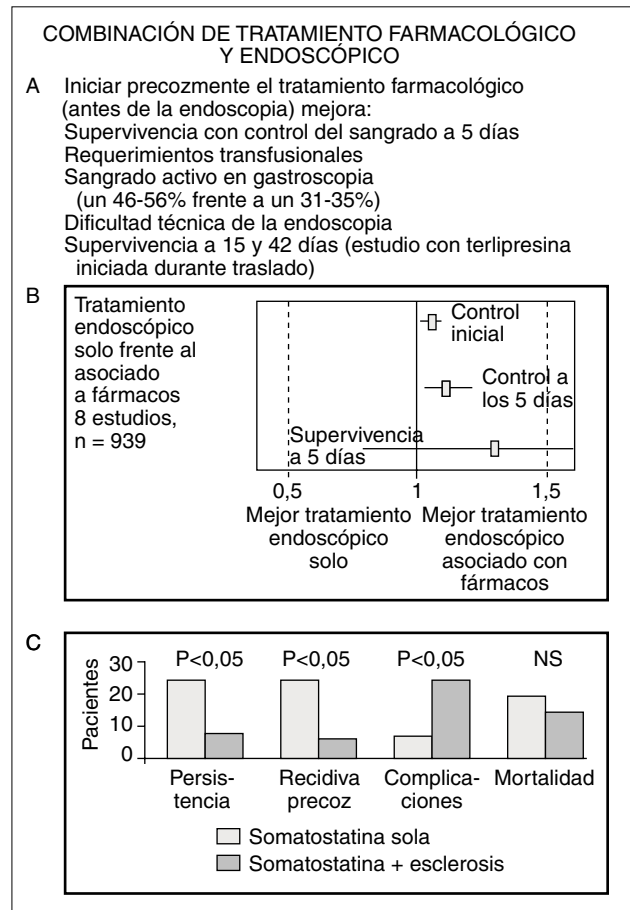 COMBINACIÓN DE TRATAMIENTO FARMACOLÓGICO
Y ENDOSCÓPICO
A Iniciar precozmente el tratamiento farmacológico
(antes de la endoscopia) mejora:
Supervivencia con control del sangrado a 5 días
Requerimientos transfusionales
Sangrado activo en gastroscopia
(un 46-56% frente a un 31-35%)
Dificultad técnica de la endoscopia
Supervivencia a 15 y 42 días (estudio con terlipresina
iniciada durante traslado)
B
Tratamiento
endoscópico
solo frente al
asociado
a fármacos
8 estudios,
n = 939
Control
inicial
Control a
los 5 días
Supervivencia
a 5 días
0,5 1 1,5
Mejor tratamiento
endoscópico
solo
Mejor tratamiento
endoscópico
asociado con
fármacos
C
Pacientes
30
20
10
0
P<0,05 P<0,05 P<0,05 NS
Persis-
tencia
Recidiva
precoz
Complica-
ciones
Mortalidad
Somatostatina sola
Somatostatina + esclerosis